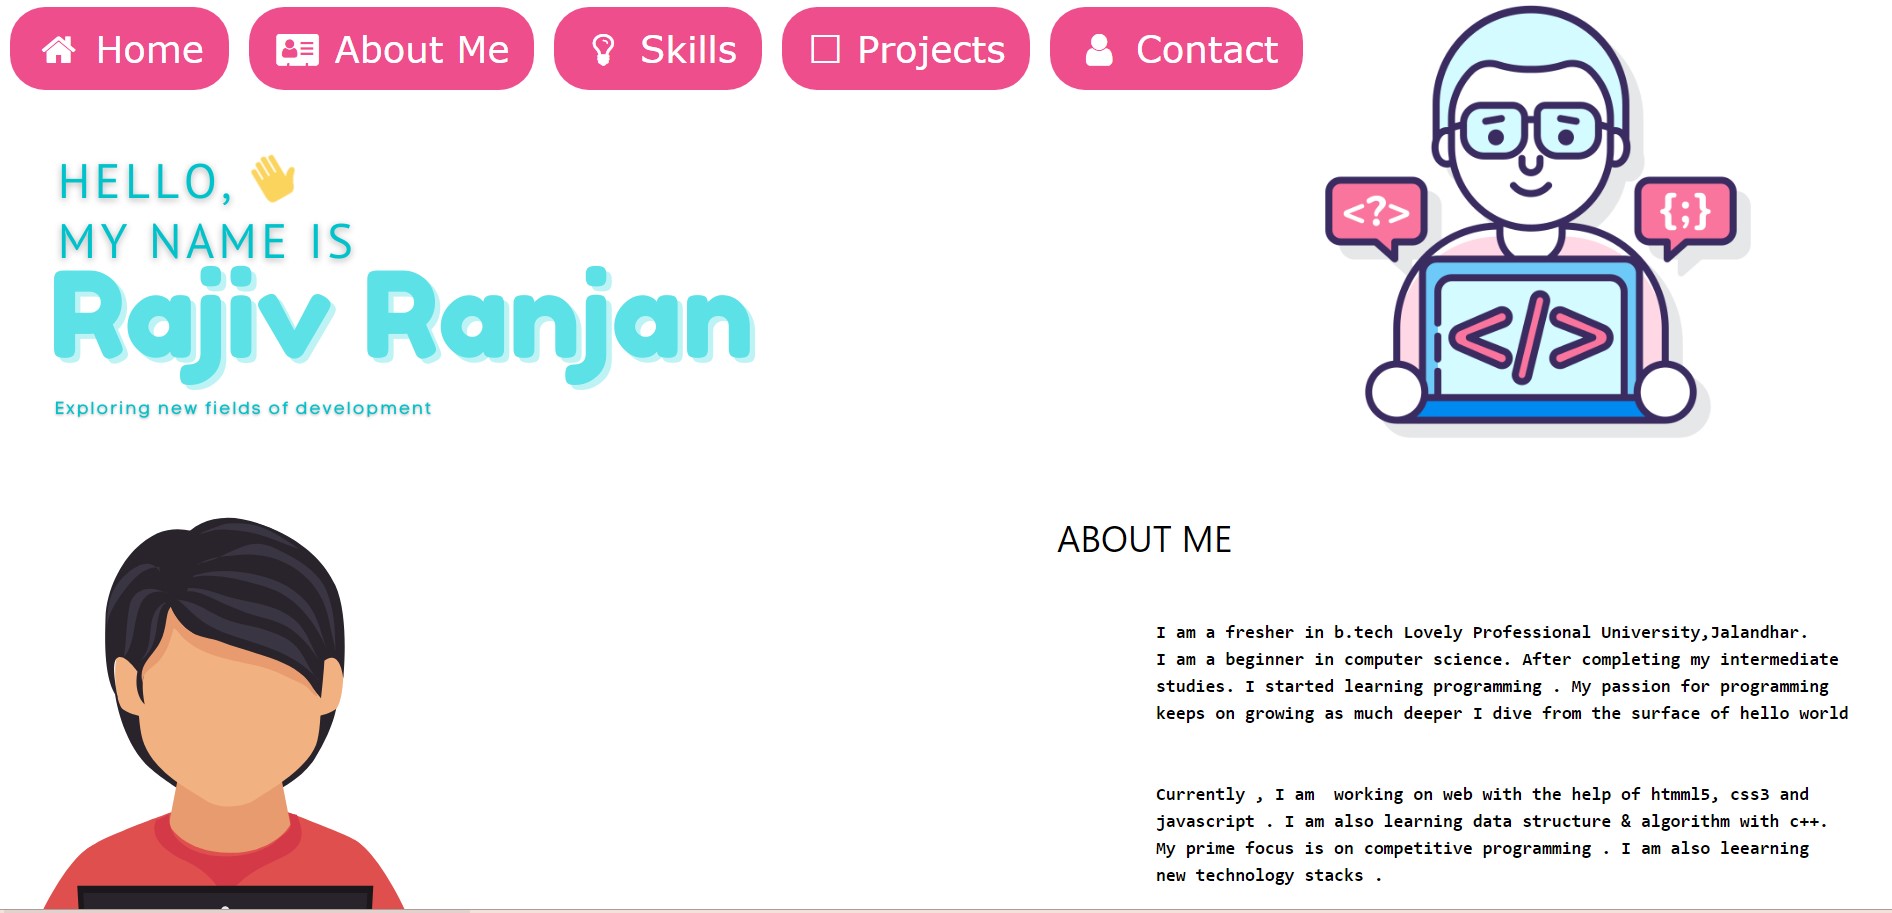 Home About Me Skills Projects Contact
HELLO, 👋
MY NAME IS
Rajiv Ranjan
Exploring new fields of development
<?> {;}
</>
ABOUT ME
I am a fresher in b.tech Lovely Professional University,Jalandhar.
I am a beginner in computer science. After completing my intermediate
studies. I started learning programming . My passion for programming
keeps on growing as much deeper I dive from the surface of hello world
Currently , I am  working on web with the help of htmml5, css3 and
javascript . I am also learning data structure & algorithm with c++.
My prime focus is on competitive programming . I am also leearning
new technology stacks .